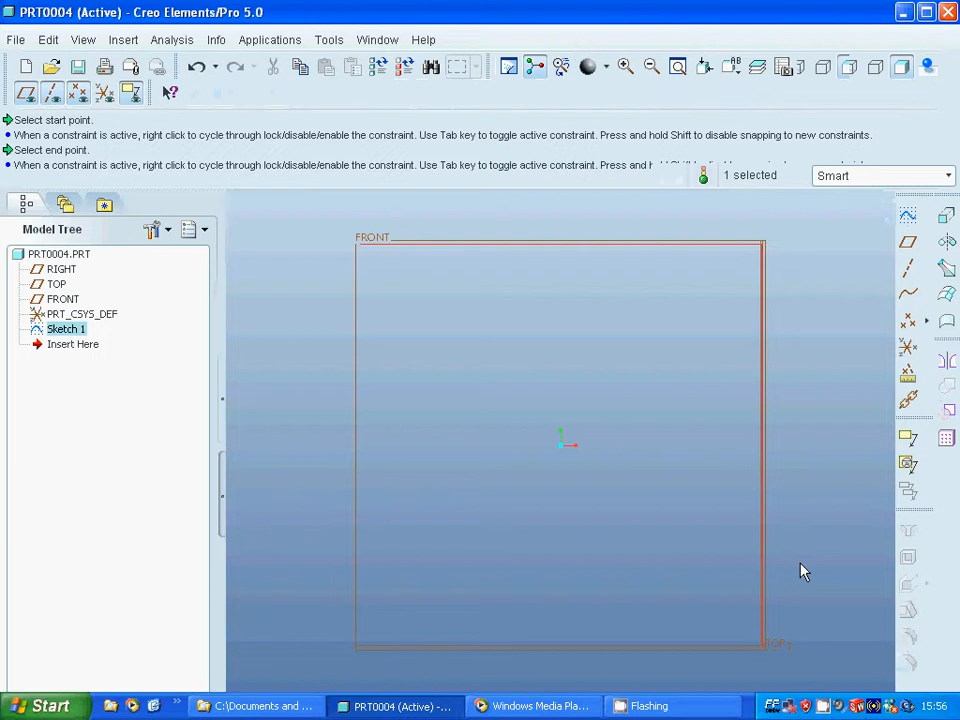 PRT0004 (Active) - Creo Elements/Pro 5.0
File Edit View Insert Analysis Info Applications Tools Window Help
Select start point.
When a constraint is active, right click to cycle through lock/disable/enable the constraint. Use Tab key to toggle active constraint. Press and hold Shift to disable snapping to new constraints.
Select end point.
When a constraint is active, right click to cycle through lock/disable/enable the constraint. Use Tab key to toggle active constraint. Press and h
1 selected
Smart
Model Tree
PRT0004.PRT
RIGHT
TOP
FRONT
PRT_CSYS_DEF
Sketch 1
Insert Here
FRONT
TOP
Start
C:\Documents and ...
PRT0004 (Active) -...
Windows Media Pla...
Flashing
15:56